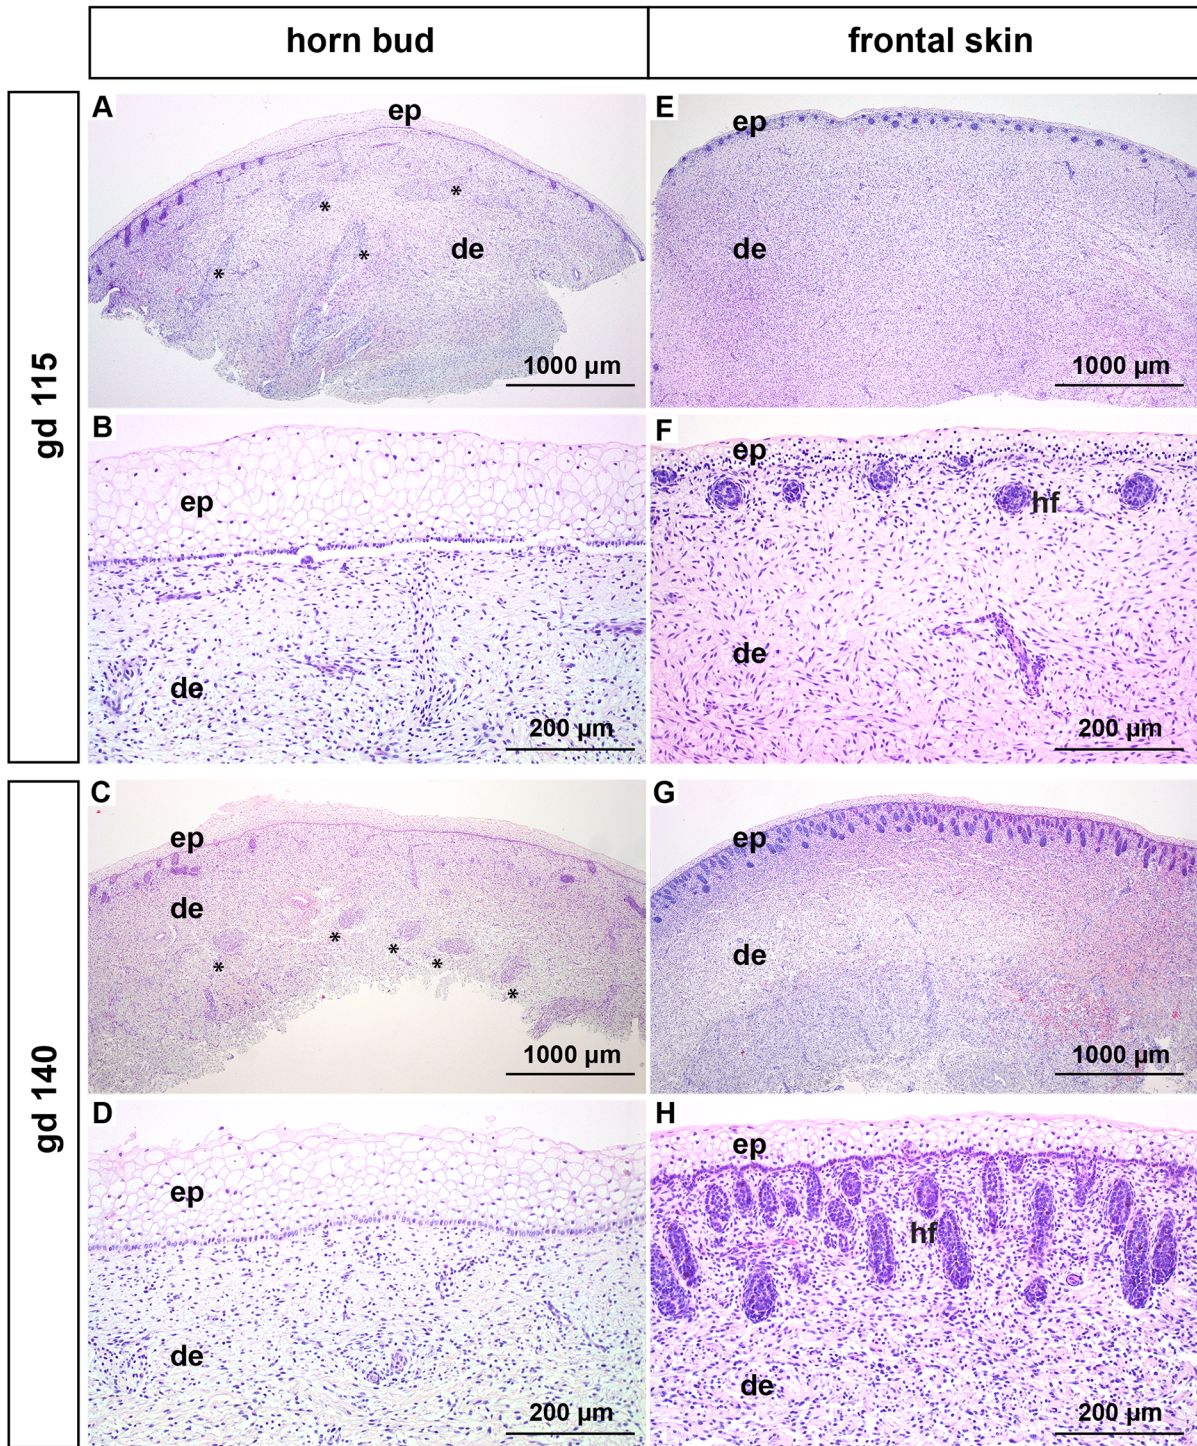 horn bud
frontal skin
gd 115
A
ep
*
*
*
*
de
1000 µm
E
ep
de
1000 µm
B
ep
de
200 µm
F
ep
hf
de
200 µm
gd 140
C
ep
de
*
*
*
*
*
1000 µm
G
ep
de
1000 µm
D
ep
de
200 µm
H
ep
hf
de
200 µm